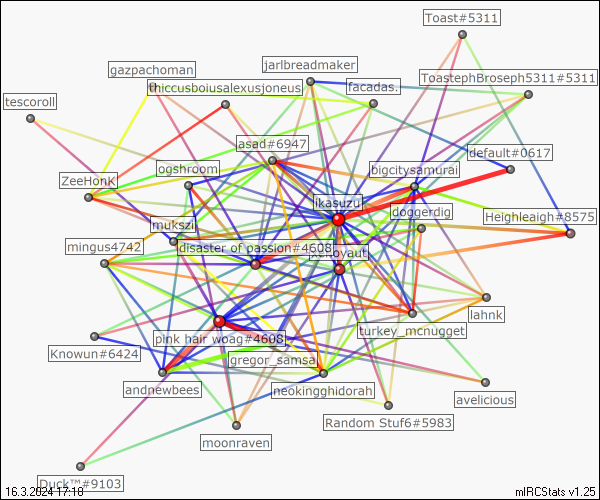 Toast#5311
jarlbreadmaker
gazpachoman
ToastephBroseph5311#5311
thiccusboiusalexusjoneus
facadas.
tescoroll
asad#6947
default#0617
ogshroom
bigcitysamurai
ZeeHonK
ikasuzu
doggerdig
Heighleaigh#8575
mukszi
mingus4742
disaster of passion#4608
xenoyaut
lahnk
turkey_mcnugget
pink hair woag#4608
Knowun#6424
gregor_samsa.
andnewbees
neokingghidorah
avelicious
Random Stuf6#5983
moonraven
Duck™#9103
16.3.2024 17:18
mIRCStats v1.25